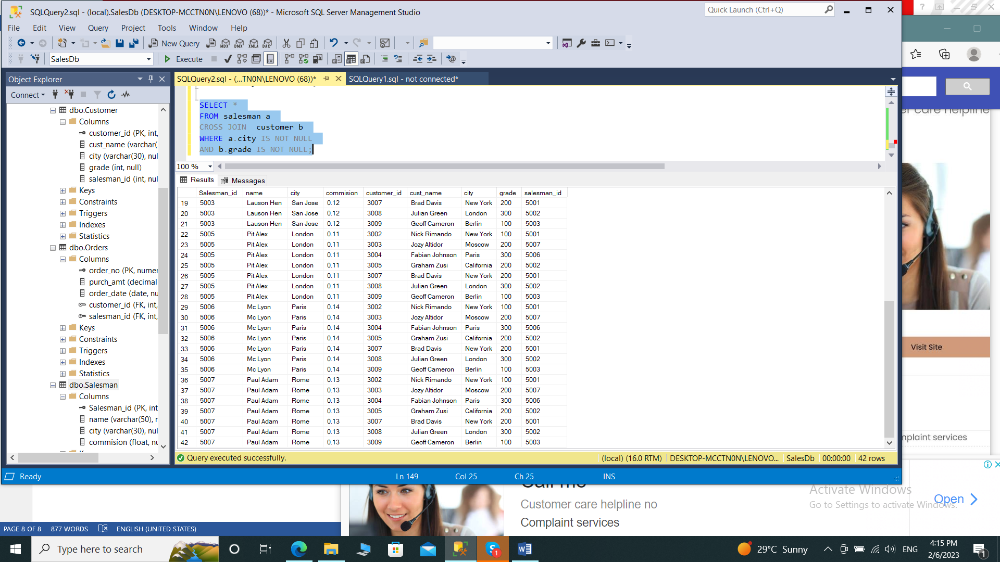 SQLQuery2.sql - (local).SalesDb (DESKTOP-MCCTN0N\LENOVO (68))* - Microsoft SQL Server Management Studio
Quick Launch (Ctrl+Q)
File Edit View Query Project Tools Window Help
New Query
MDX DMX XMLA DAX
SalesDb
Execute
Object Explorer
Connect
dbo.Customer
Columns
customer_id (PK, int,
cust_name (varchar(
city (varchar(30), nul
grade (int, null)
salesman_id (int, nul
Keys
Constraints
Triggers
Indexes
Statistics
dbo.Orders
Columns
order_no (PK, numer
purch_amt (decimal
order_date (date, nu
customer_id (FK, int,
salesman_id (FK, int,
Keys
Constraints
Triggers
Indexes
Statistics
dbo.Salesman
Columns
Salesman_id (PK, int
name (varchar(50), r
city (varchar(30), nul
commision (float, nu
SQLQuery2.sql - (...TN0N\LENOVO (68))* SQLQuery1.sql - not connected*
SELECT *
FROM salesman a
CROSS JOIN customer b
WHERE a.city IS NOT NULL
AND b.grade IS NOT NULL;
100 %
Results Messages
Salesman_id name city commision customer_id cust_name city grade salesman_id
19 5003 Lauson Hen San Jose 0.12 3007 Brad Davis New York 200 5001
20 5003 Lauson Hen San Jose 0.12 3008 Julian Green London 300 5002
21 5003 Lauson Hen San Jose 0.12 3009 Geoff Cameron Berlin 100 5003
22 5005 Pit Alex London 0.11 3002 Nick Rimando New York 100 5001
23 5005 Pit Alex London 0.11 3003 Jozy Altidor Moscow 200 5007
24 5005 Pit Alex London 0.11 3004 Fabian Johnson Paris 300 5006
25 5005 Pit Alex London 0.11 3005 Graham Zusi California 200 5002
26 5005 Pit Alex London 0.11 3007 Brad Davis New York 200 5001
27 5005 Pit Alex London 0.11 3008 Julian Green London 300 5002
28 5005 Pit Alex London 0.11 3009 Geoff Cameron Berlin 100 5003
29 5006 Mc Lyon Paris 0.14 3002 Nick Rimando New York 100 5001
30 5006 Mc Lyon Paris 0.14 3003 Jozy Altidor Moscow 200 5007
31 5006 Mc Lyon Paris 0.14 3004 Fabian Johnson Paris 300 5006
32 5006 Mc Lyon Paris 0.14 3005 Graham Zusi California 200 5002
33 5006 Mc Lyon Paris 0.14 3007 Brad Davis New York 200 5001
34 5006 Mc Lyon Paris 0.14 3008 Julian Green London 300 5002
35 5006 Mc Lyon Paris 0.14 3009 Geoff Cameron Berlin 100 5003
36 5007 Paul Adam Rome 0.13 3002 Nick Rimando New York 100 5001
37 5007 Paul Adam Rome 0.13 3003 Jozy Altidor Moscow 200 5007
38 5007 Paul Adam Rome 0.13 3004 Fabian Johnson Paris 300 5006
39 5007 Paul Adam Rome 0.13 3005 Graham Zusi California 200 5002
40 5007 Paul Adam Rome 0.13 3007 Brad Davis New York 200 5001
41 5007 Paul Adam Rome 0.13 3008 Julian Green London 300 5002
42 5007 Paul Adam Rome 0.13 3009 Geoff Cameron Berlin 100 5003
Query executed successfully.
(local) (16.0 RTM) DESKTOP-MCCTN0N\LENOVO... SalesDb 00:00:00 42 rows
Ready Ln 149 Col 25 Ch 25 INS
er care helpline
Visit Site
mplaint services
Call me
Customer care helpline no
Complaint services
Open
Activate Windows
Go to Settings to activate Windows.
PAGE 8 OF 8 877 WORDS ENGLISH (UNITED STATES)
Type here to search
1
29°C Sunny
ENG
4:15 PM
2/6/2023
1